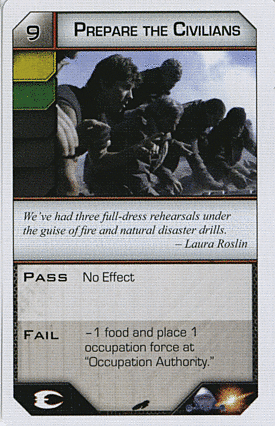 9 PREPARE THE CIVILIANS
We've had three full-dress rehearsals under
the guise of fire and natural disaster drills.
– Laura Roslin
PASS No Effect
FAIL –1 food and place 1
occupation force at
"Occupation Authority."